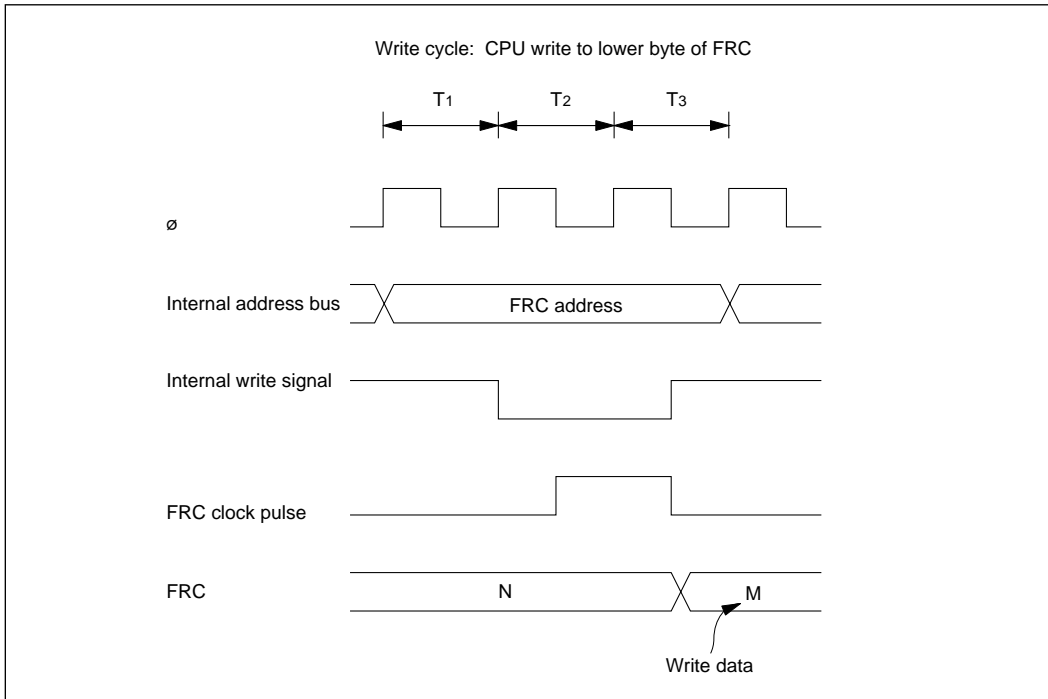 Write cycle: CPU write to lower byte of FRC
T1 T2 T3
ø
Internal address bus FRC address
Internal write signal
FRC clock pulse
FRC N M
Write data